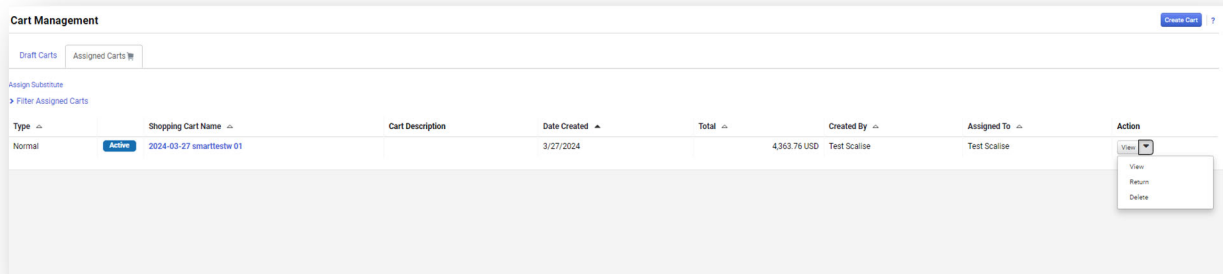 Cart Management
Create Cart ?
Draft Carts Assigned Carts
Assign Substitute
Filter Assigned Carts
Type Shopping Cart Name Cart Description Date Created Total Created By Assigned To Action
Normal Active 2024-03-27 smarttestw 01 3/27/2024 4,363.76 USD Test Scalise Test Scalise View
View
Return
Delete